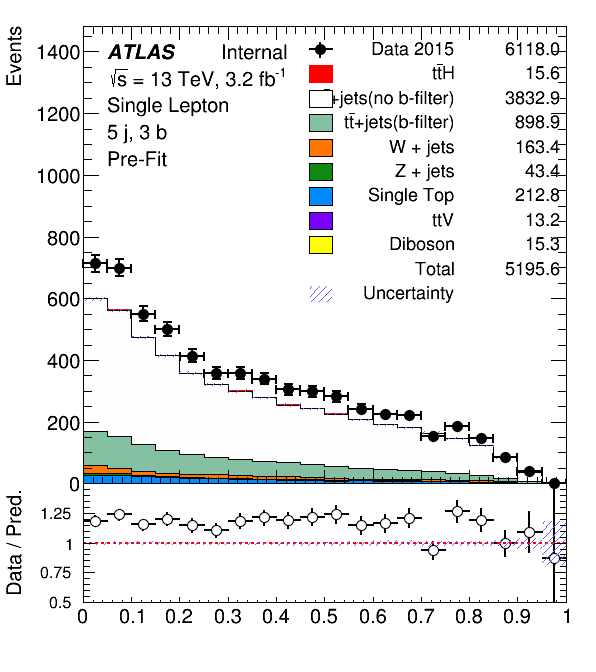 Events
1400
1200
1000
800
600
400
200
0
ATLAS Internal
√s = 13 TeV, 3.2 fb-1
Single Lepton
5 j, 3 b
Pre-Fit
Data 2015 6118.0
tt̄H 15.6
+jets(no b-filter) 3832.9
tt̄+jets(b-filter) 898.9
W + jets 163.4
Z + jets 43.4
Single Top 212.8
ttV 13.2
Diboson 15.3
Total 5195.6
Uncertainty
Data / Pred.
1.25
1
0.75
0.5
0 0.1 0.2 0.3 0.4 0.5 0.6 0.7 0.8 0.9 1